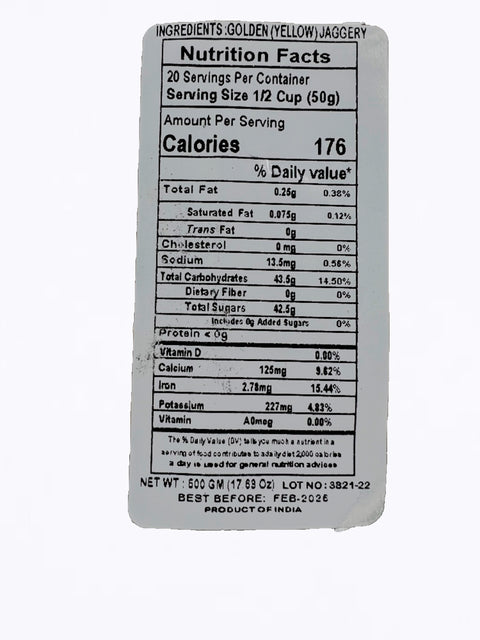 INGREDIENTS:GOLDEN (YELLOW) JAGGERY
Nutrition Facts
20 Servings Per Container
Serving Size 1/2 Cup (50g)
Amount Per Serving
Calories 176
% Daily value*
Total Fat 0.25g 0.38%
Saturated Fat 0.075g 0.12%
Trans Fat 0g
Cholesterol 0 mg 0%
Sodium 13.5mg 0.56%
Total Carbohydrates 43.5g 14.50%
Dietary Fiber 0g 0%
Total Sugars 42.5g
Includes 0g Added Sugars 0%
Protein < 0g
Vitamin D 0.00%
Calcium 125mg 9.62%
Iron 2.78mg 15.44%
Potassium 227mg 4.83%
Vitamin A0mcg 0.00%
The % Daily Value (DV) tells you much a nutrient in a
serving of food contributes to a daily diet 2,000 calories
a day is used for general nutrition advices
NET WT : 500 GM (17 63 Oz) LOT NO : 3821-22
BEST BEFORE: FEB-2025
PRODUCT OF INDIA